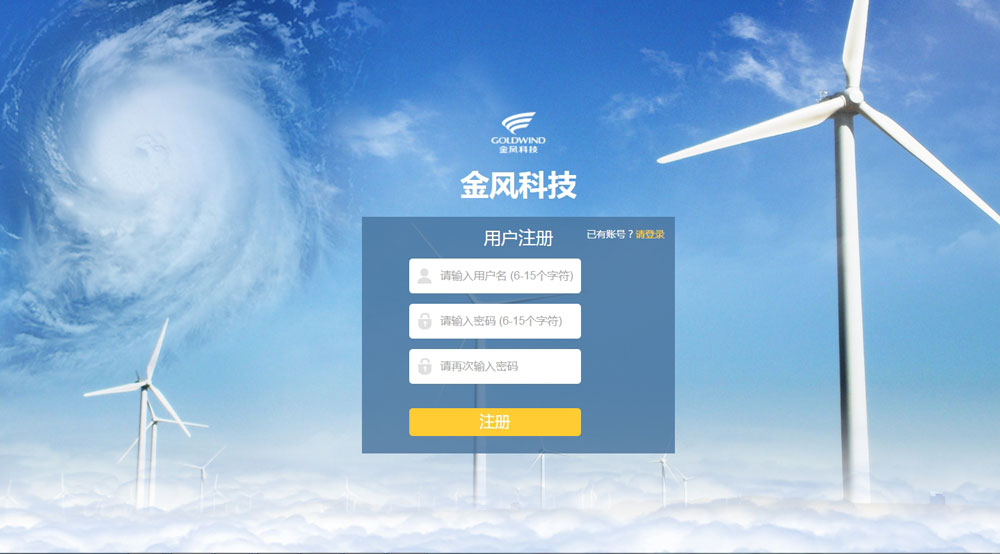 GOLDWIND
金风科技
金风科技
用户注册
已有账号？请登录
请输入用户名 (6-15个字符)
请输入密码 (6-15个字符)
请再次输入密码
注册